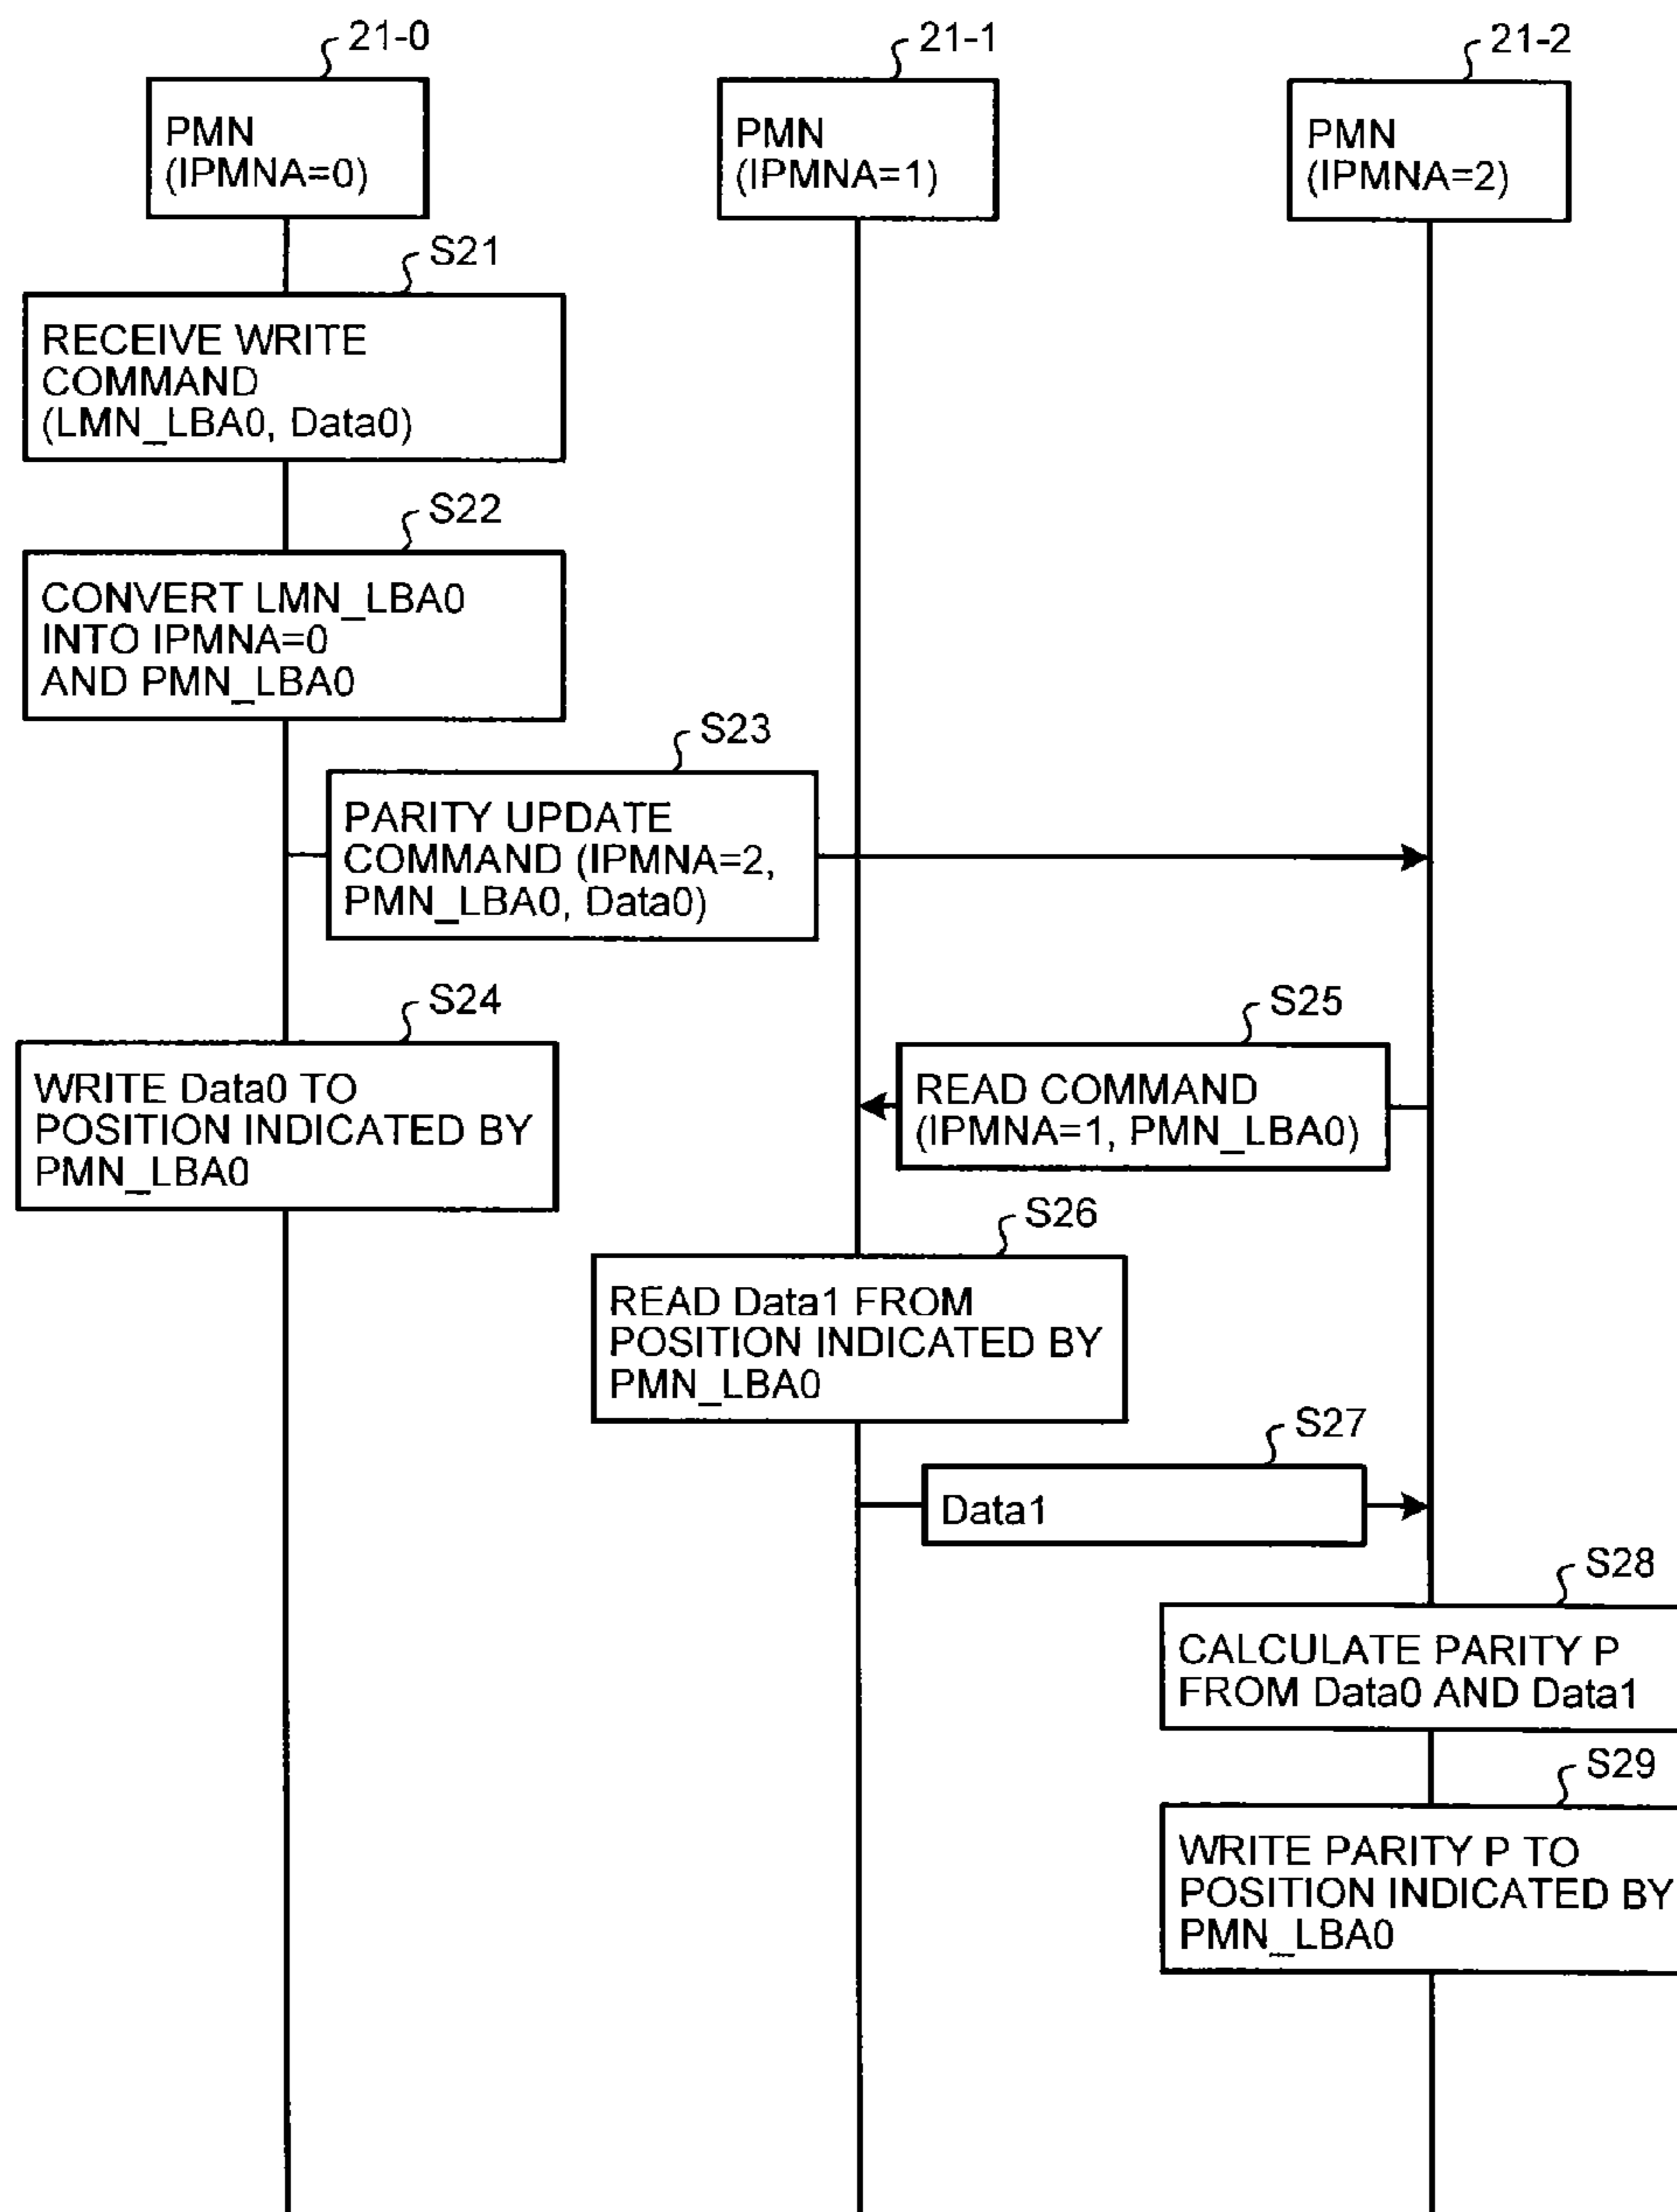 21-0
21-1
21-2
PMN
(IPMNA=0)
PMN
(IPMNA=1)
PMN
(IPMNA=2)
S21
RECEIVE WRITE
COMMAND
(LMN_LBA0, Data0)
S22
CONVERT LMN_LBA0
INTO IPMNA=0
AND PMN_LBA0
S23
PARITY UPDATE
COMMAND (IPMNA=2,
PMN_LBA0, Data0)
S24
WRITE Data0 TO
POSITION INDICATED BY
PMN_LBA0
S25
READ COMMAND
(IPMNA=1, PMN_LBA0)
S26
READ Data1 FROM
POSITION INDICATED BY
PMN_LBA0
S27
Data1
S28
CALCULATE PARITY P
FROM Data0 AND Data1
S29
WRITE PARITY P TO
POSITION INDICATED BY
PMN_LBA0